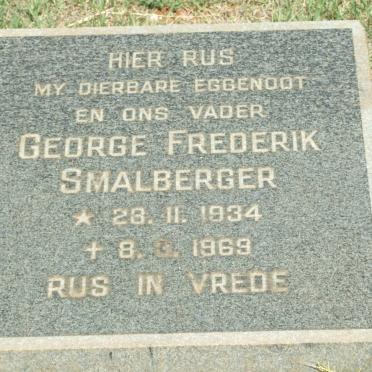 HIER RUS
MY DIERBARE EGGENOOT
EN ONS VADER
GEORGE FREDERIK
SMALBERGER
★ 28. 11. 1934
✝ 8. 1969
RUS IN VREDE